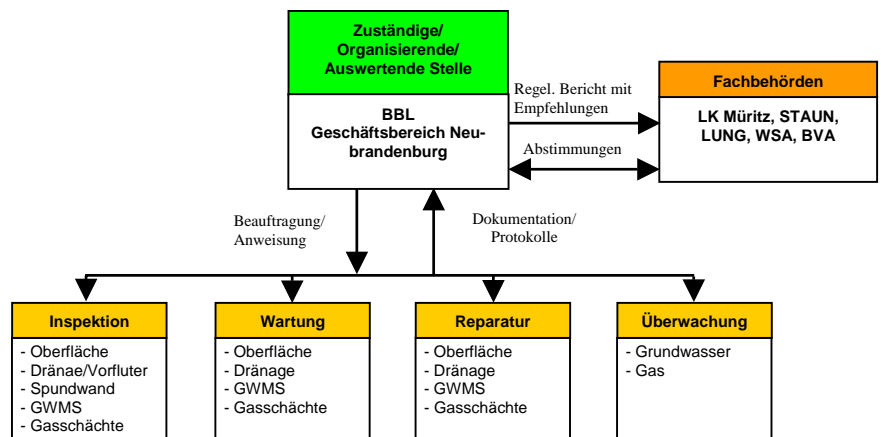 Zuständige/
Organisierende/
Auswertende Stelle
BBL
Geschäftsbereich Neu-
brandenburg
Regel. Bericht mit
Empfehlungen
Abstimmungen
Fachbehörden
LK Müritz, STAUN,
LUNG, WSA, BVA
Beauftragung/
Anweisung
Dokumentation/
Protokolle
Inspektion
- Oberfläche
- Dränae/Vorfluter
- Spundwand
- GWMS
- Gasschächte
Wartung
- Oberfläche
- Dränage
- GWMS
- Gasschächte
Reparatur
- Oberfläche
- Dränage
- GWMS
- Gasschächte
Überwachung
- Grundwasser
- Gas